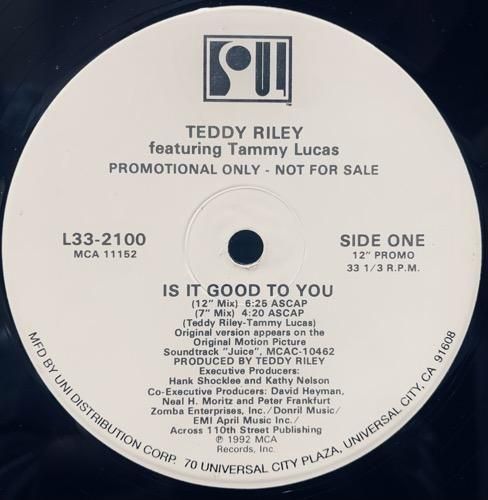 SOUL
TEDDY RILEY
featuring Tammy Lucas
PROMOTIONAL ONLY - NOT FOR SALE
L33-2100
MCA 11152
SIDE ONE
12" PROMO
33 1/3 R.P.M.
IS IT GOOD TO YOU
(12" Mix) 6:25 ASCAP
(7" Mix) 4:20 ASCAP
(Teddy Riley-Tammy Lucas)
Original version appears on the
Original Motion Picture
Soundtrack "Juice", MCAC-10462
PRODUCED BY TEDDY RILEY
Executive Producers:
Hank Shocklee and Kathy Nelson
Co-Executive Producers: David Heyman,
Neal H. Moritz and Peter Frankfurt
Zomba Enterprises, Inc./Donril Music/
EMI April Music Inc./
Across 110th Street Publishing
℗ 1992 MCA
Records, Inc.
MFD BY UNI DISTRIBUTION CORP. 70 UNIVERSAL CITY PLAZA, UNIVERSAL CITY, CA 91608